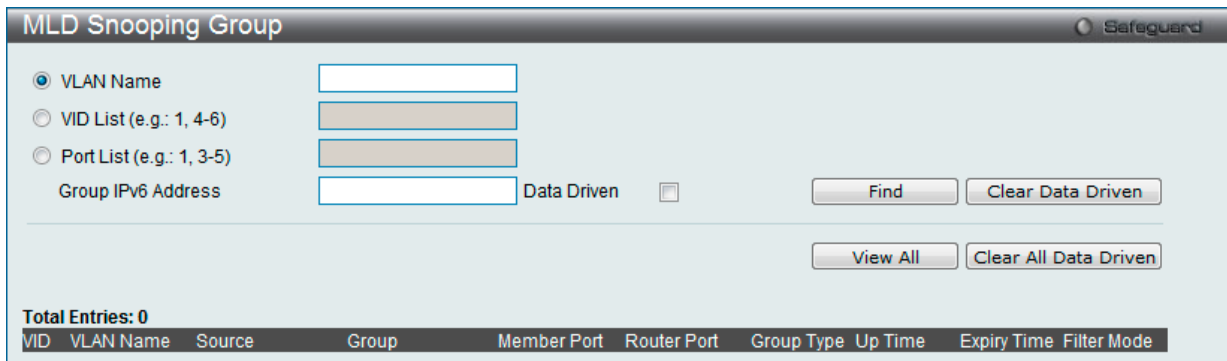 MLD Snooping Group
Safeguard
VLAN Name
VID List (e.g.: 1, 4-6)
Port List (e.g.: 1, 3-5)
Group IPv6 Address Data Driven Find Clear Data Driven
View All Clear All Data Driven
Total Entries: 0
VID VLAN Name Source Group Member Port Router Port Group Type Up Time Expiry Time Filter Mode